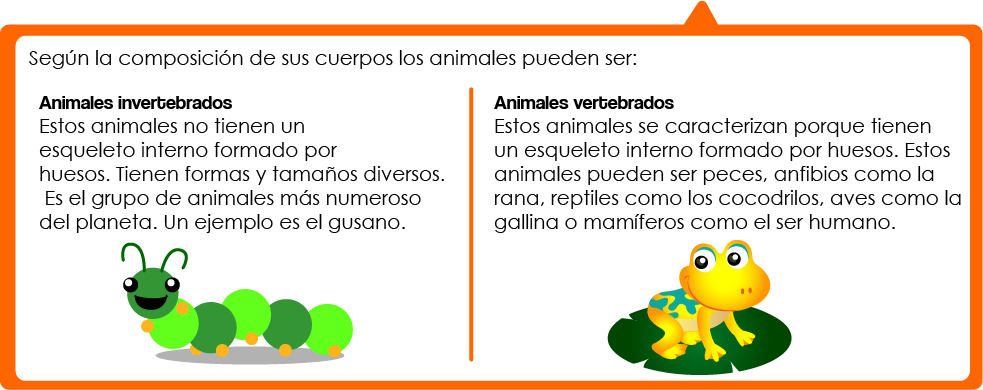 Según la composición de sus cuerpos los animales pueden ser:
Animales invertebrados
Estos animales no tienen un
esqueleto interno formado por
huesos. Tienen formas y tamaños diversos.
Es el grupo de animales más numeroso
del planeta. Un ejemplo es el gusano.
Animales vertebrados
Estos animales se caracterizan porque tienen
un esqueleto interno formado por huesos. Estos
animales pueden ser peces, anfibios como la
rana, reptiles como los cocodrilos, aves como la
gallina o mamíferos como el ser humano.